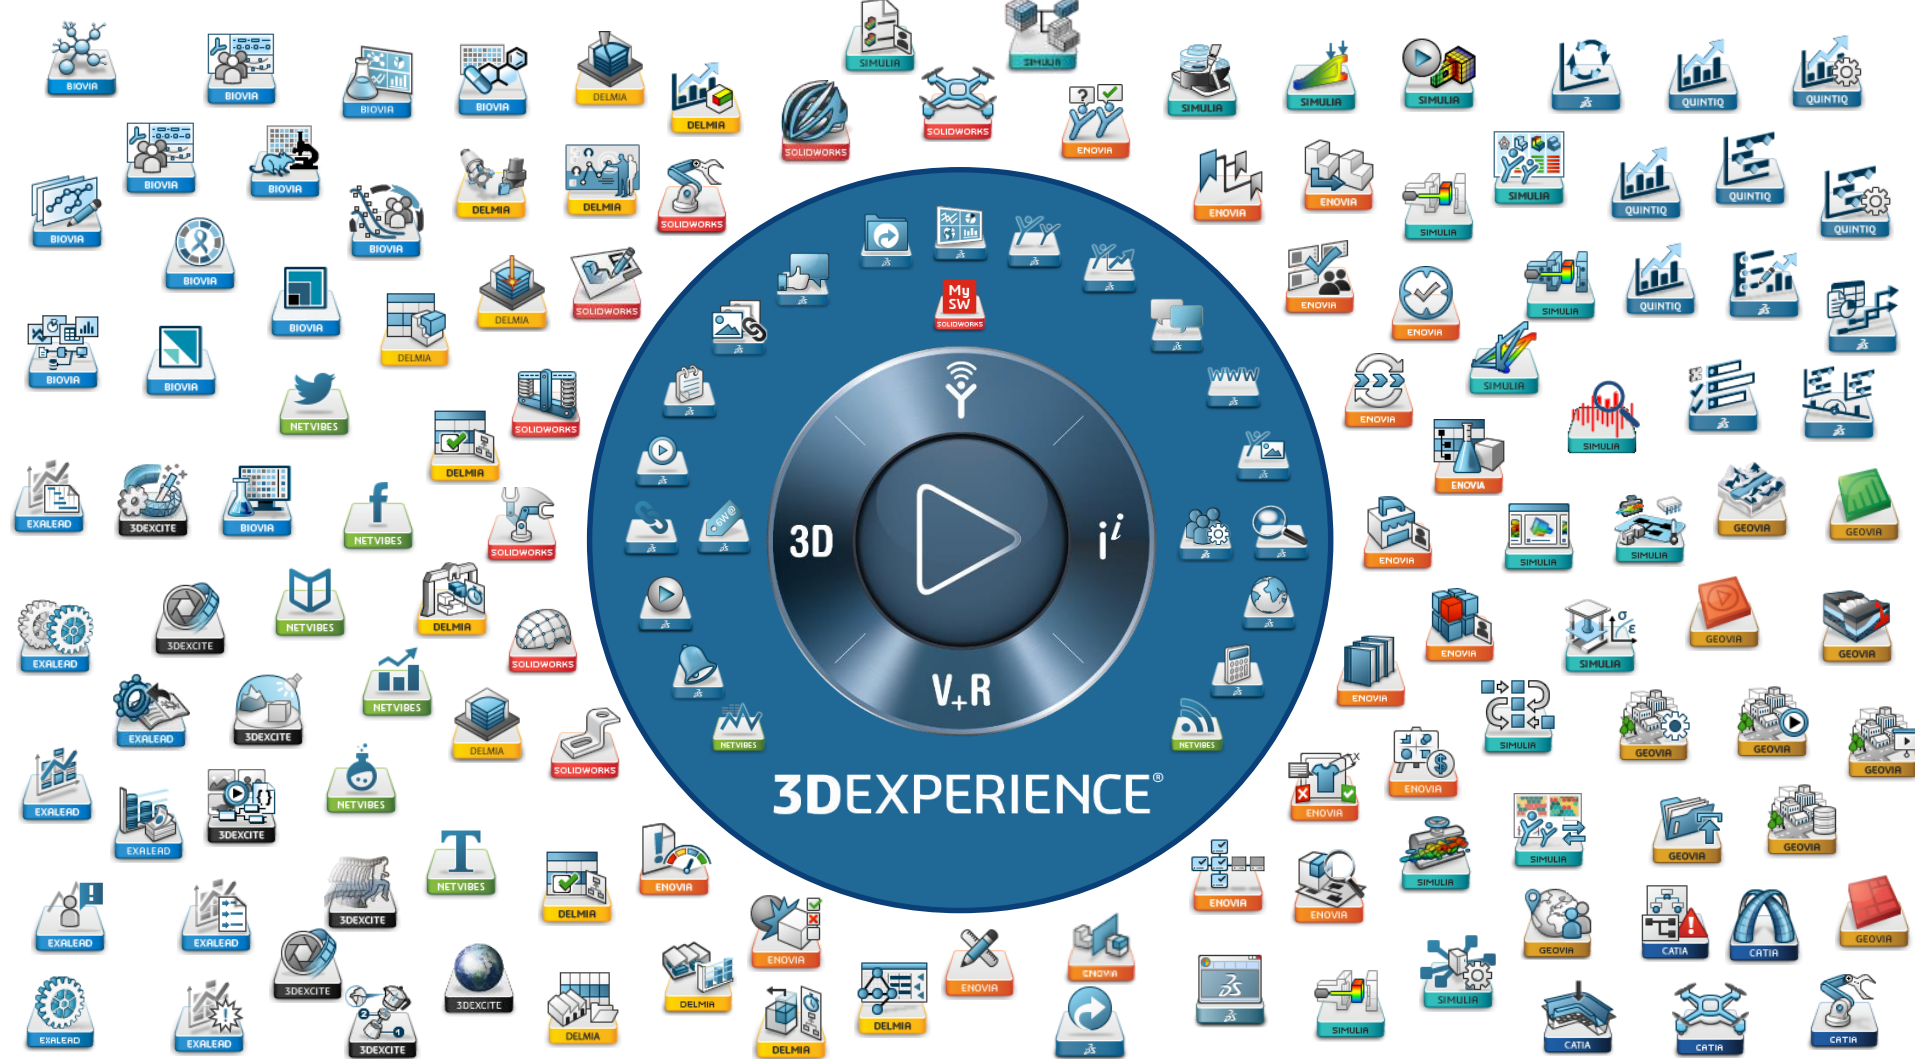 SIMULIA
SIMULIA
BIOVIA
BIOVIA
BIOVIA
BIOVIA
DELMIA
DELMIA
SOLIDWORKS
SOLIDWORKS
ENOVIA
SIMULIA
SIMULIA
SIMULIA
QUINTIQ
QUINTIQ
BIOVIA
BIOVIA
BIOVIA
BIOVIA
DELMIA
DELMIA
SOLIDWORKS
ENOVIA
ENOVIA
SIMULIA
SIMULIA
QUINTIQ
QUINTIQ
QUINTIQ
BIOVIA
BIOVIA
DELMIA
SOLIDWORKS
My
SW
SOLIDWORKS
ENOVIA
ENOVIA
SIMULIA
QUINTIQ
BIOVIA
BIOVIA
DELMIA
NETVIBES
SOLIDWORKS
WWW
ENOVIA
SIMULIA
SIMULIA
DELMIA
ENOVIA
EXALEAD
3DEXCITE
BIOVIA
NETVIBES
SOLIDWORKS
6W@
3D
i i
ENOVIA
SIMULIA
SIMULIA
GEOVIA
GEOVIA
EXALEAD
3DEXCITE
NETVIBES
DELMIA
SOLIDWORKS
ENOVIA
σ
ε
SIMULIA
GEOVIA
GEOVIA
EXALEAD
3DEXCITE
NETVIBES
DELMIA
SOLIDWORKS
NETVIBES
V+R
NETVIBES
ENOVIA
SIMULIA
GEOVIA
GEOVIA
GEOVIA
3DEXPERIENCE®
EXALEAD
EXALEAD
3DEXCITE
NETVIBES
ENOVIA
ENOVIA
SIMULIA
SIMULIA
GEOVIA
GEOVIA
3DEXCITE
T
NETVIBES
DELMIA
ENOVIA
ENOVIA
ENOVIA
EXALEAD
EXALEAD
ENOVIA
ENOVIA
GEOVIA
CATIA
CATIA
GEOVIA
EXALEAD
EXALEAD
3DEXCITE
3DEXCITE
3DEXCITE
DELMIA
DELMIA
DELMIA
DELMIA
ENOVIA
SIMULIA
SIMULIA
CATIA
CATIA
CATIA